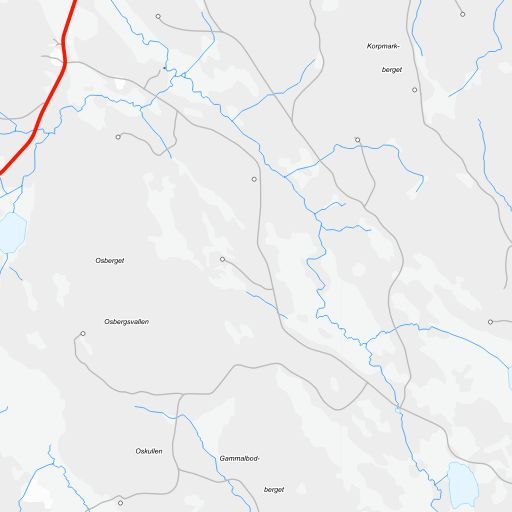 Korpmark-
berget
Osberget
Osbergsvallen
Oskullen
Gammalbod-
berget